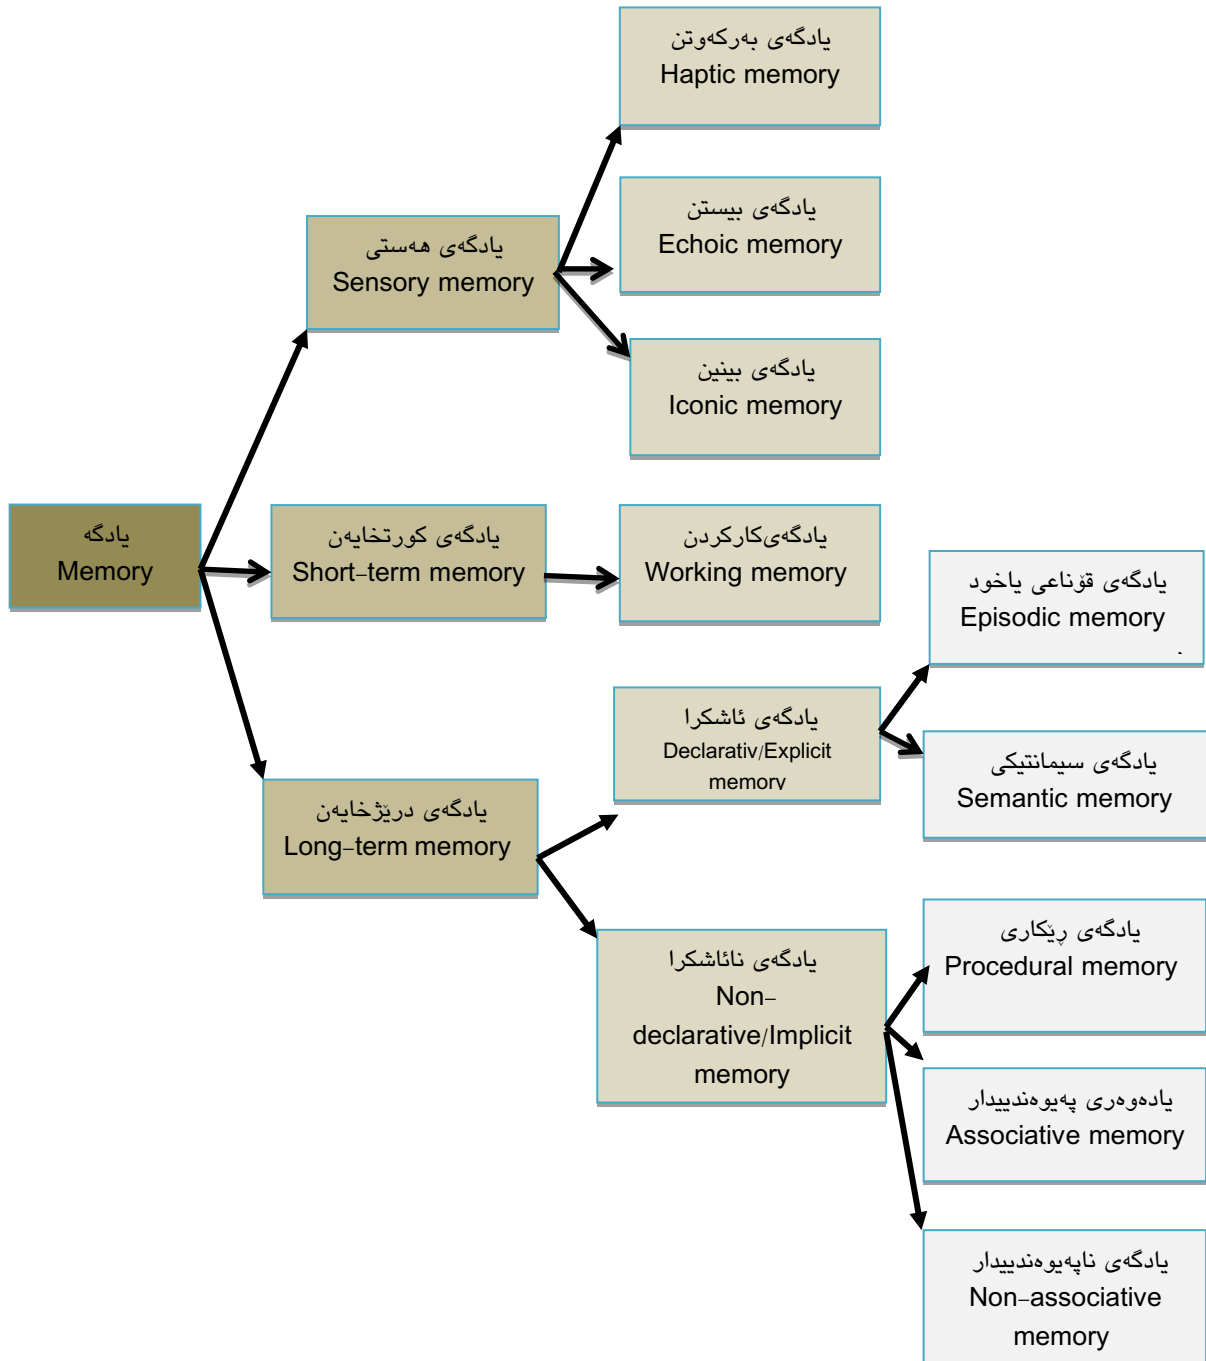 یادگەی بەرکەوتن
Haptic memory
یادگەی بیستن
Echoic memory
یادگەی هەستی
Sensory memory
یادگەی بینین
Iconic memory
یادگە
Memory
یادگەی کورتخایەن
Short-term memory
یادگەی‌کارکردن
Working memory
یادگەی قۆناعی یاخود
Episodic memory
یادگەی ئاشکرا
Declarativ/Explicit
memory
یادگەی سیمانتیکی
Semantic memory
یادگەی درێژخایەن
Long-term memory
یادگەی نائاشکرا
Non-
declarative/Implicit
memory
یادگەی ڕێکاری
Procedural memory
یادەوەری پەیوەندییدار
Associative memory
یادگەی ناپەیوەندییدار
Non-associative
memory